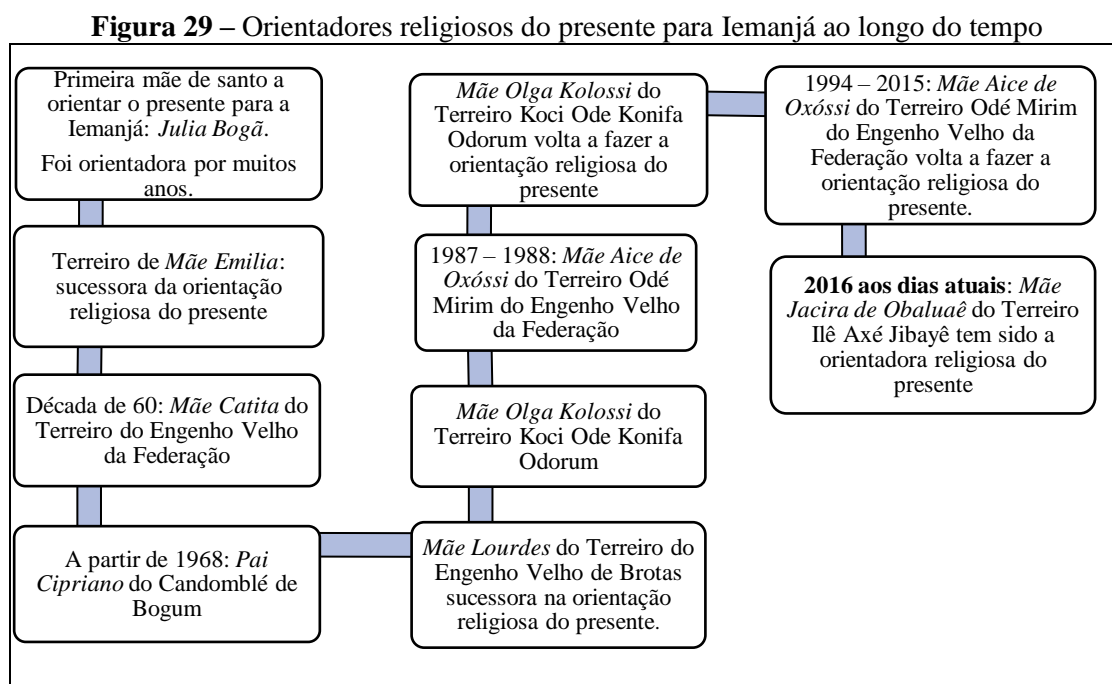 Figura 29 – Orientadores religiosos do presente para Iemanjá ao longo do tempo
Primeira mãe de santo a
orientar o presente para a
Iemanjá: Julia Bogã.
Foi orientadora por muitos
anos.
Terreiro de Mãe Emilia:
sucessora da orientação
religiosa do presente
Década de 60: Mãe Catita do
Terreiro do Engenho Velho
da Federação
A partir de 1968: Pai
Cipriano do Candomblé de
Bogum
Mãe Lourdes do Terreiro do
Engenho Velho de Brotas
sucessora na orientação
religiosa do presente.
Mãe Olga Kolossi do
Terreiro Koci Ode Konifa
Odorum
1987 – 1988: Mãe Aice de
Oxóssi do Terreiro Odé
Mirim do Engenho Velho
da Federação
Mãe Olga Kolossi do
Terreiro Koci Ode Konifa
Odorum volta a fazer a
orientação religiosa do
presente
1994 – 2015: Mãe Aice de
Oxóssi do Terreiro Odé Mirim
do Engenho Velho da
Federação volta a fazer a
orientação religiosa do
presente.
2016 aos dias atuais: Mãe
Jacira de Obaluaê do Terreiro
Ilê Axé Jibayê tem sido a
orientadora religiosa do
presente